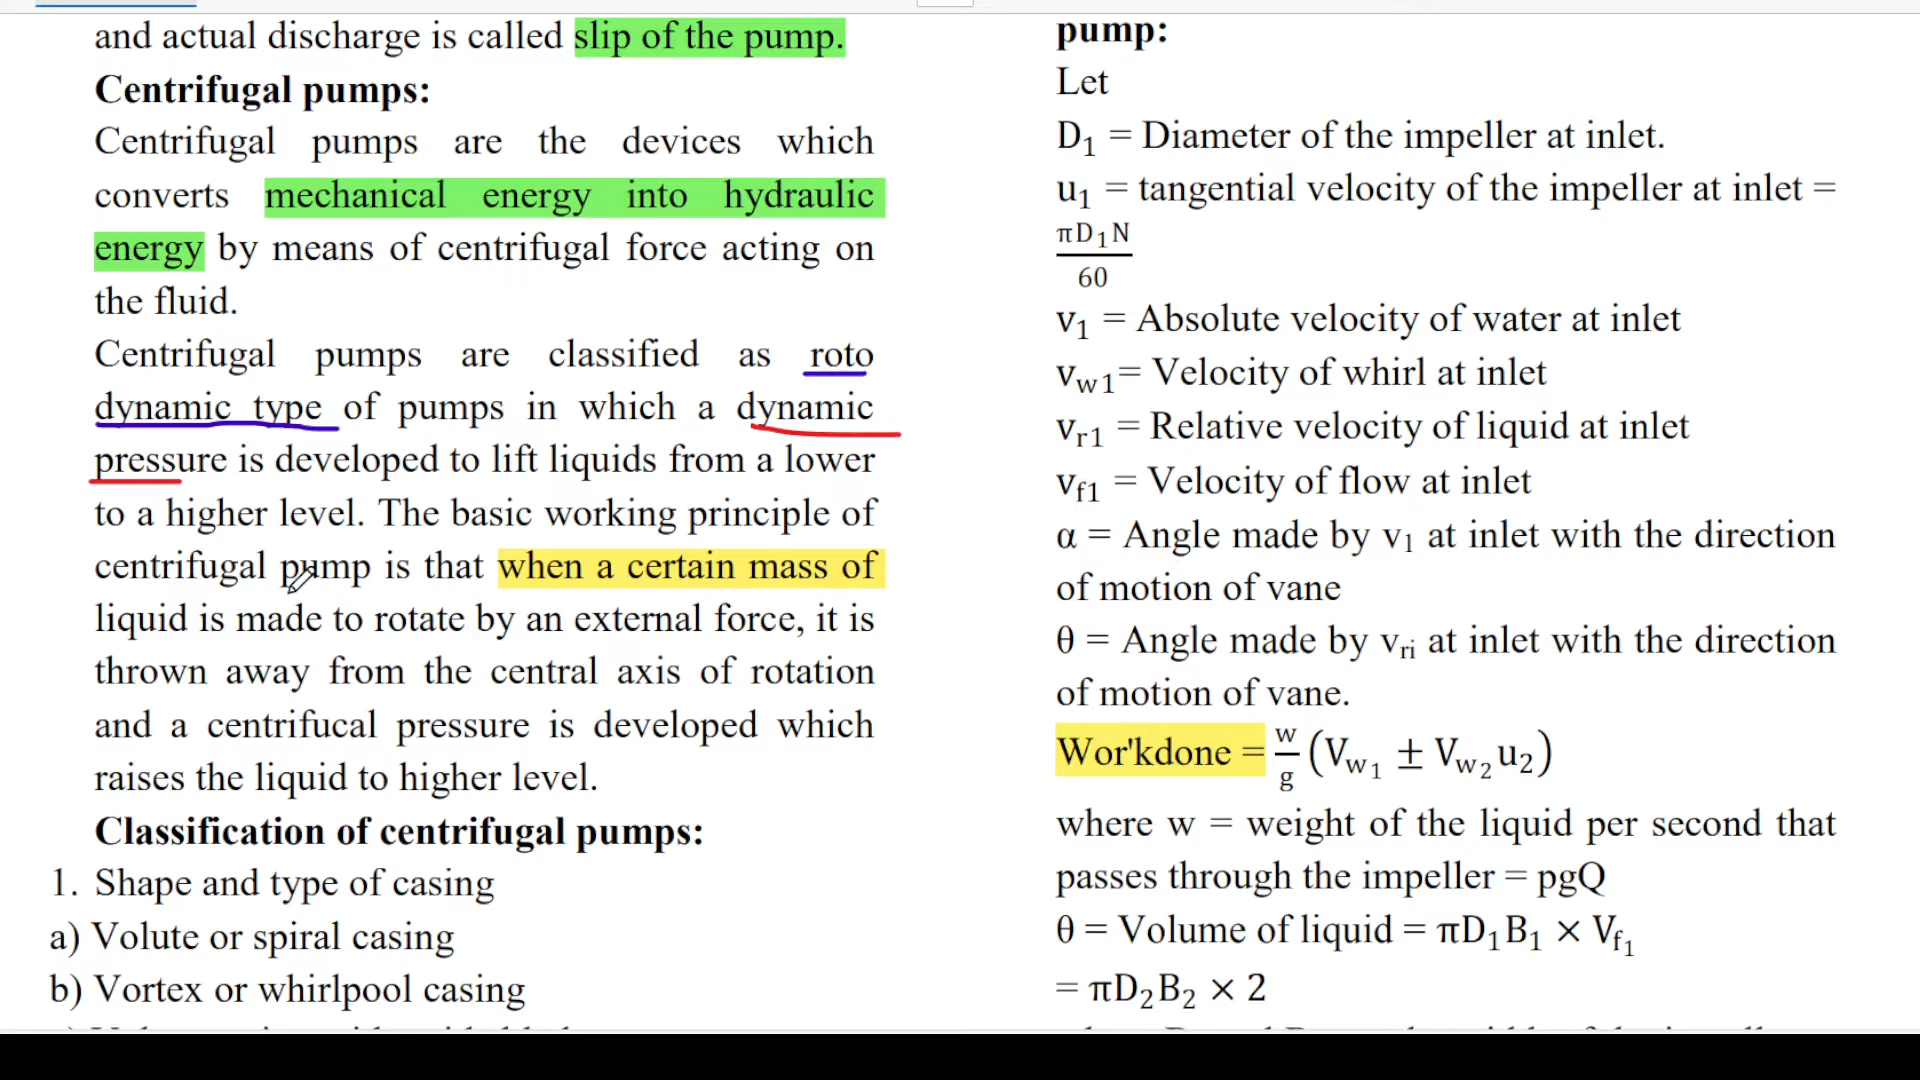 and actual discharge is called slip of the pump.
Centrifugal pumps:
Centrifugal pumps are the devices which
converts mechanical energy into hydraulic
energy by means of centrifugal force acting on
the fluid.
Centrifugal pumps are classified as roto
dynamic type of pumps in which a dynamic
pressure is developed to lift liquids from a lower
to a higher level. The basic working principle of
centrifugal pump is that when a certain mass of
liquid is made to rotate by an external force, it is
thrown away from the central axis of rotation
and a centrifucal pressure is developed which
raises the liquid to higher level.
Classification of centrifugal pumps:
1. Shape and type of casing
a) Volute or spiral casing
b) Vortex or whirlpool casing
pump:
Let
D₁ = Diameter of the impeller at inlet.
u₁ = tangential velocity of the impeller at inlet =
πD₁N
60
v₁ = Absolute velocity of water at inlet
vw1= Velocity of whirl at inlet
vr1 = Relative velocity of liquid at inlet
vf1 = Velocity of flow at inlet
α = Angle made by v₁ at inlet with the direction
of motion of vane
θ = Angle made by vri at inlet with the direction
of motion of vane.
Wor'kdone = w/g (Vw₁ ± Vw₂u₂)
where w = weight of the liquid per second that
passes through the impeller = pgQ
θ = Volume of liquid = πD₁B₁ × Vf₁
= πD₂B₂ × 2